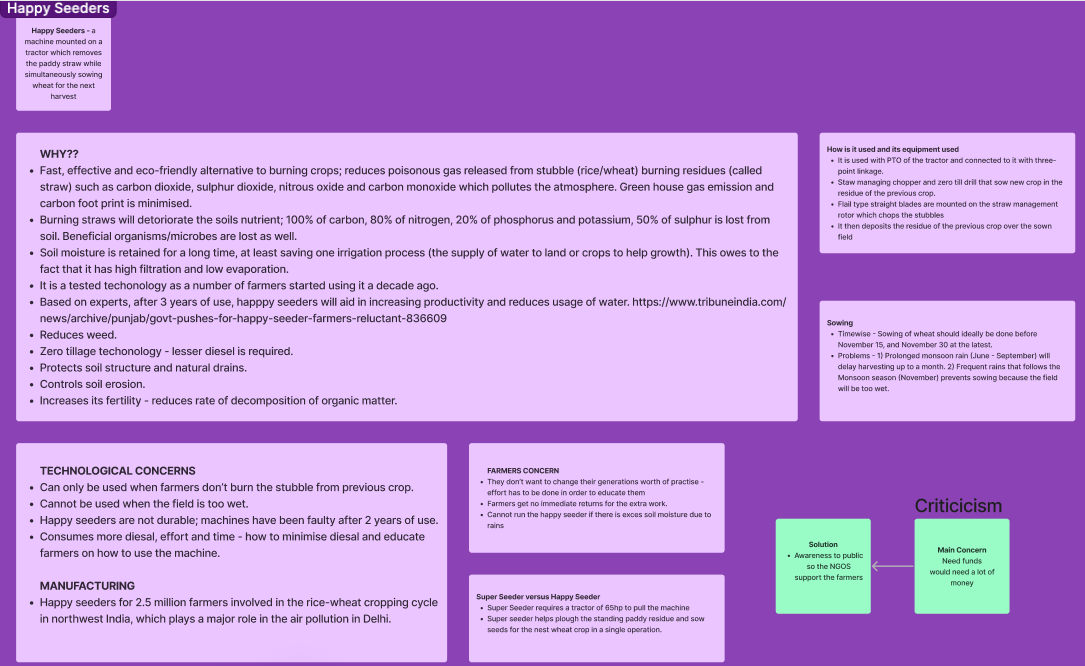 Happy Seeders
Happy Seeders - a
machine mounted on a
tractor which removes
the paddy straw while
simultaneously sowing
wheat for the next
harvest
WHY??
• Fast, effective and eco-friendly alternative to burning crops; reduces poisonous gas released from stubble (rice/wheat) burning residues (called
straw) such as carbon dioxide, sulphur dioxide, nitrous oxide and carbon monoxide which pollutes the atmosphere. Green house gas emission and
carbon foot print is minimised.
• Burning straws will detoriorate the soils nutrient; 100% of carbon, 80% of nitrogen, 20% of phosphorus and potassium, 50% of sulphur is lost from
soil. Beneficial organisms/microbes are lost as well.
• Soil moisture is retained for a long time, at least saving one irrigation process (the supply of water to land or crops to help growth). This owes to the
fact that it has high filtration and low evaporation.
• It is a tested techonology as a number of farmers started using it a decade ago.
• Based on experts, after 3 years of use, happpy seeders will aid in increasing productivity and reduces usage of water. https://www.tribuneindia.com/
news/archive/punjab/govt-pushes-for-happy-seeder-farmers-reluctant-836609
• Reduces weed.
• Zero tillage techonology - lesser diesel is required.
• Protects soil structure and natural drains.
• Controls soil erosion.
• Increases its fertility - reduces rate of decomposition of organic matter.
How is it used and its equipment used
• It is used with PTO of the tractor and connected to it with three-
point linkage.
• Staw managing chopper and zero till drill that sow new crop in the
residue of the previous crop.
• Flail type straight blades are mounted on the straw management
rotor which chops the stubbles
• It then deposits the residue of the previous crop over the sown
field
Sowing
• Timewise - Sowing of wheat should ideally be done before
November 15, and November 30 at the latest.
• Problems - 1) Prolonged monsoon rain (June - September) will
delay harvesting up to a month. 2) Frequent rains that follows the
Monsoon season (November) prevents sowing because the field
will be too wet.
TECHNOLOGICAL CONCERNS
• Can only be used when farmers don't burn the stubble from previous crop.
• Cannot be used when the field is too wet.
• Happy seeders are not durable; machines have been faulty after 2 years of use.
• Consumes more diesal, effort and time - how to minimise diesal and educate
farmers on how to use the machine.
MANUFACTURING
• Happy seeders for 2.5 million farmers involved in the rice-wheat cropping cycle
in northwest India, which plays a major role in the air pollution in Delhi.
FARMERS CONCERN
• They don't want to change their generations worth of practise -
effort has to be done in order to educate them
• Farmers get no immediate returns for the extra work.
• Cannot run the happy seeder if there is exces soil moisture due to
rains
Super Seeder versus Happy Seeder
• Super Seeder requires a tractor of 65hp to pull the machine
• Super seeder helps plough the standing paddy residue and sow
seeds for the nest wheat crop in a single operation.
Criticicism
Solution
• Awareness to public
so the NGOS
support the farmers
Main Concern
Need funds
would need a lot of
money